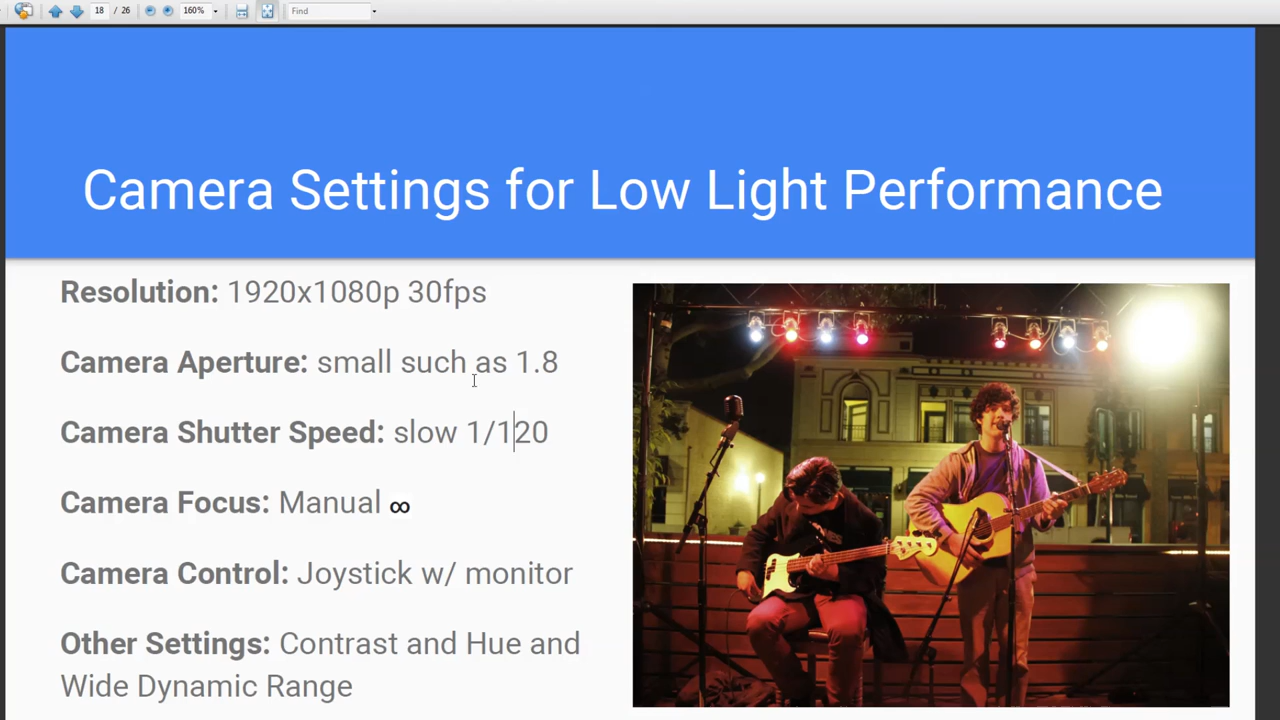 18 / 26 160% Find
Camera Settings for Low Light Performance
Resolution: 1920x1080p 30fps
Camera Aperture: small such as 1.8
Camera Shutter Speed: slow 1/120
Camera Focus: Manual ∞
Camera Control: Joystick w/ monitor
Other Settings: Contrast and Hue and
Wide Dynamic Range